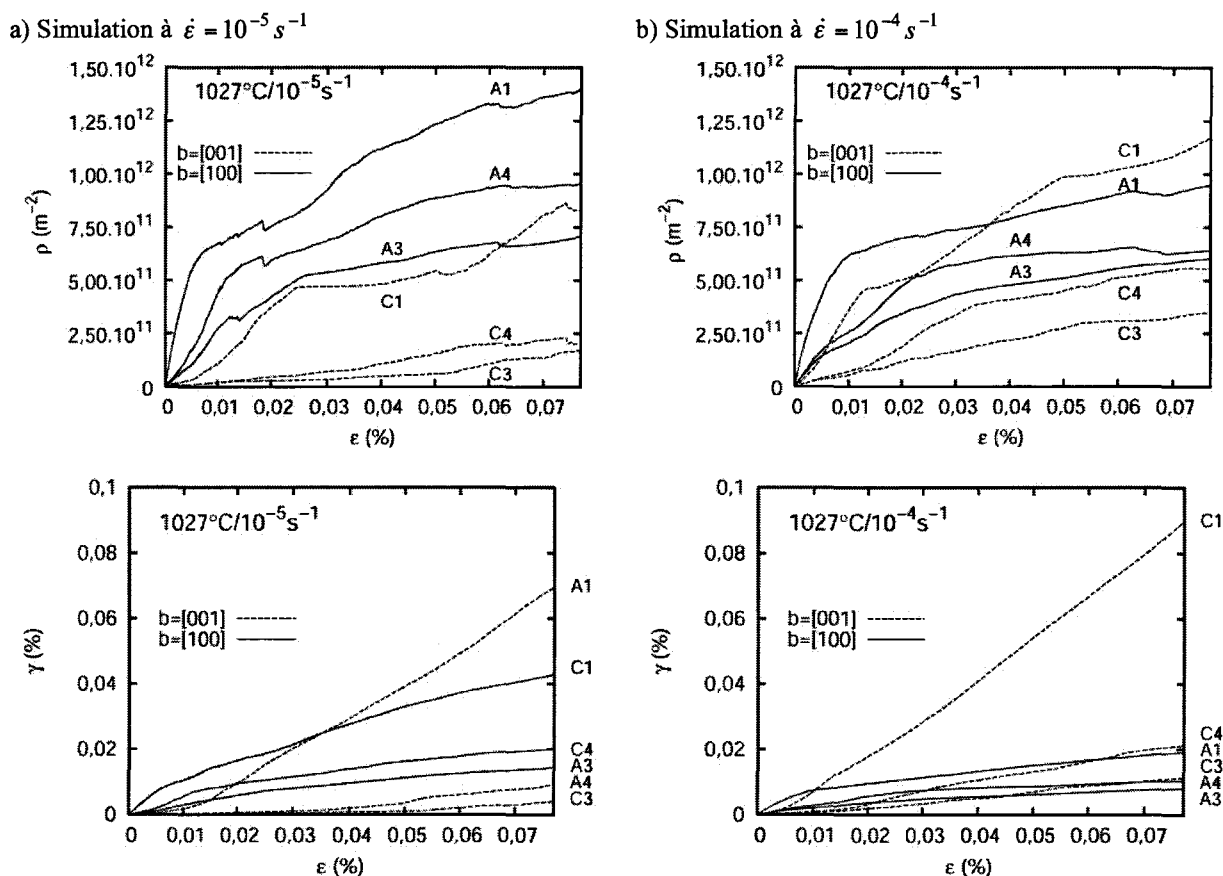 a) Simulation à ε̇ = 10⁻⁵ s⁻¹
1027°C/10⁻⁵s⁻¹
b=[001]
b=[100]
A1
A4
A3
C1
C4
C3
1,50.10¹²
1,25.10¹²
1,00.10¹²
7,50.10¹¹
5,00.10¹¹
2,50.10¹¹
0
ρ (m⁻²)
0 0,01 0,02 0,03 0,04 0,05 0,06 0,07
ε (%)
b) Simulation à ε̇ = 10⁻⁴ s⁻¹
1027°C/10⁻⁴s⁻¹
b=[001]
b=[100]
C1
A1
A4
A3
C4
C3
1,50.10¹²
1,25.10¹²
1,00.10¹²
7,50.10¹¹
5,00.10¹¹
2,50.10¹¹
0
ρ (m⁻²)
0 0,01 0,02 0,03 0,04 0,05 0,06 0,07
ε (%)
1027°C/10⁻⁵s⁻¹
b=[001]
b=[100]
A1
C1
C4
A3
A4
C3
0,1
0,08
0,06
0,04
0,02
0
γ (%)
0 0,01 0,02 0,03 0,04 0,05 0,06 0,07
ε (%)
1027°C/10⁻⁴s⁻¹
b=[001]
b=[100]
C1
C4
A1
C3
A4
A3
0,1
0,08
0,06
0,04
0,02
0
γ (%)
0 0,01 0,02 0,03 0,04 0,05 0,06 0,07
ε (%)